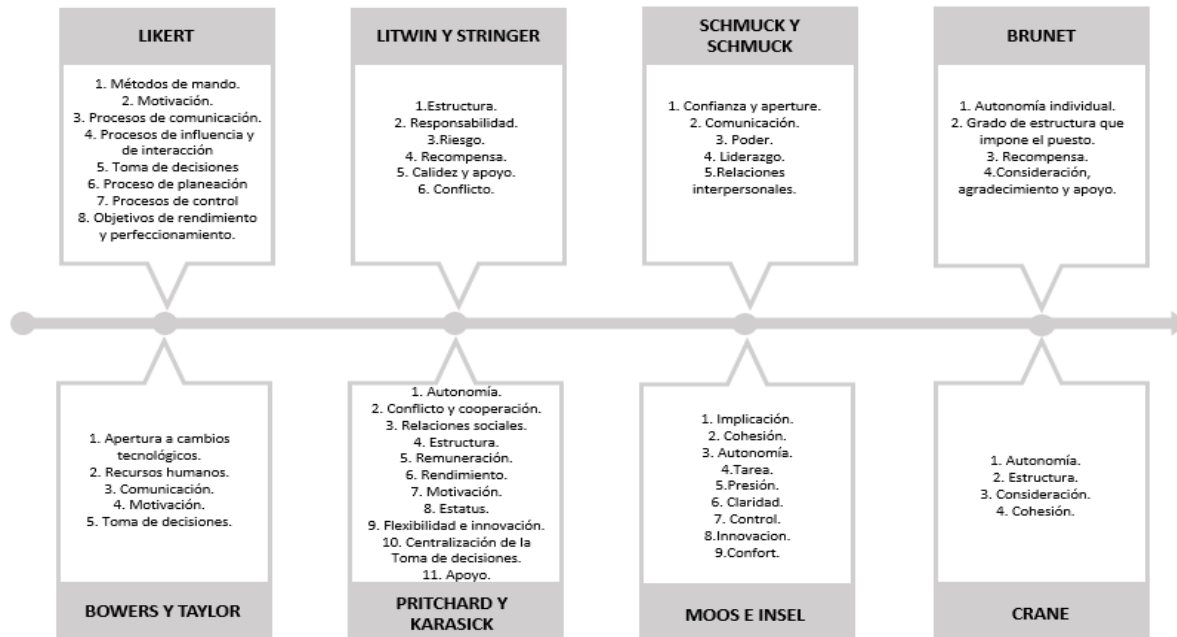 LIKERT
1. Métodos de mando.
2. Motivación.
3. Procesos de comunicación.
4. Procesos de influencia y
de interacción
5. Toma de decisiones
6. Proceso de planeación
7. Procesos de control
8. Objetivos de rendimiento
y perfeccionamiento.
LITWIN Y STRINGER
1.Estructura.
2. Responsabilidad.
3.Riesgo.
4. Recompensa.
5. Calidez y apoyo.
6. Conflicto.
SCHMUCK Y
SCHMUCK
1. Confianza y aperture.
2. Comunicación.
3. Poder.
4. Liderazgo.
5.Relaciones
interpersonales.
BRUNET
1. Autonomía individual.
2. Grado de estructura que
impone el puesto.
3. Recompensa.
4.Consideración,
agradecimiento y apoyo.
1. Apertura a cambios
tecnológicos.
2. Recursos humanos.
3. Comunicación.
4. Motivación.
5. Toma de decisiones.
BOWERS Y TAYLOR
1. Autonomía.
2. Conflicto y cooperación.
3. Relaciones sociales.
4. Estructura.
5. Remuneración.
6. Rendimiento.
7. Motivación.
8. Estatus.
9. Flexibilidad e innovación.
10. Centralización de la
Toma de decisiones.
11. Apoyo.
PRITCHARD Y
KARASICK
1. Implicación.
2. Cohesión.
3. Autonomía.
4.Tarea.
5.Presión.
6. Claridad.
7. Control.
8.Innovacion.
9.Confort.
MOOS E INSEL
1. Autonomía.
2. Estructura.
3. Consideración.
4. Cohesión.
CRANE